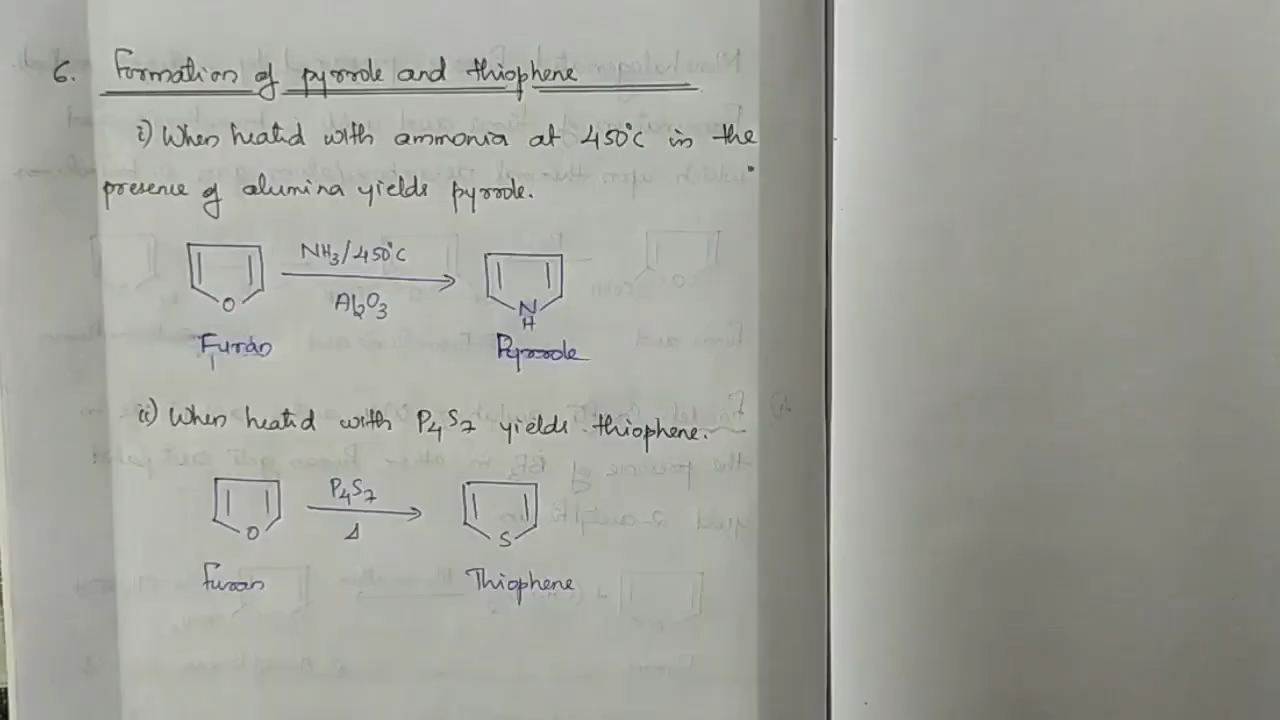 6. Formation of pyrrole and thiophene
i) When heated with ammonia at 450°C in the
presence of alumina yields pyrrole.
NH3/450°C
Al2O3
O
N
H
Furan
Pyrrole
ii) When heated with P4S7 yields thiophene.
P4S7
Δ
O
S
Furan
Thiophene